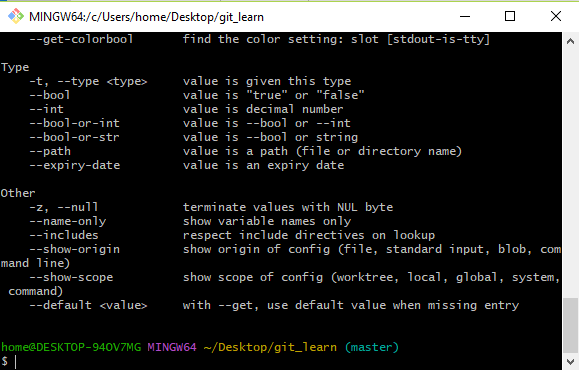 MINGW64:/c/Users/home/Desktop/git_learn
--get-colorbool find the color setting: slot [stdout-is-tty]
Type
-t, --type <type> value is given this type
--bool value is "true" or "false"
--int value is decimal number
--bool-or-int value is --bool or --int
--bool-or-str value is --bool or string
--path value is a path (file or directory name)
--expiry-date value is an expiry date
Other
-z, --null terminate values with NUL byte
--name-only show variable names only
--includes respect include directives on lookup
--show-origin show origin of config (file, standard input, blob, com
mand line)
--show-scope show scope of config (worktree, local, global, system,
command)
--default <value> with --get, use default value when missing entry
home@DESKTOP-94OV7MG MINGW64 ~/Desktop/git_learn (master)
$